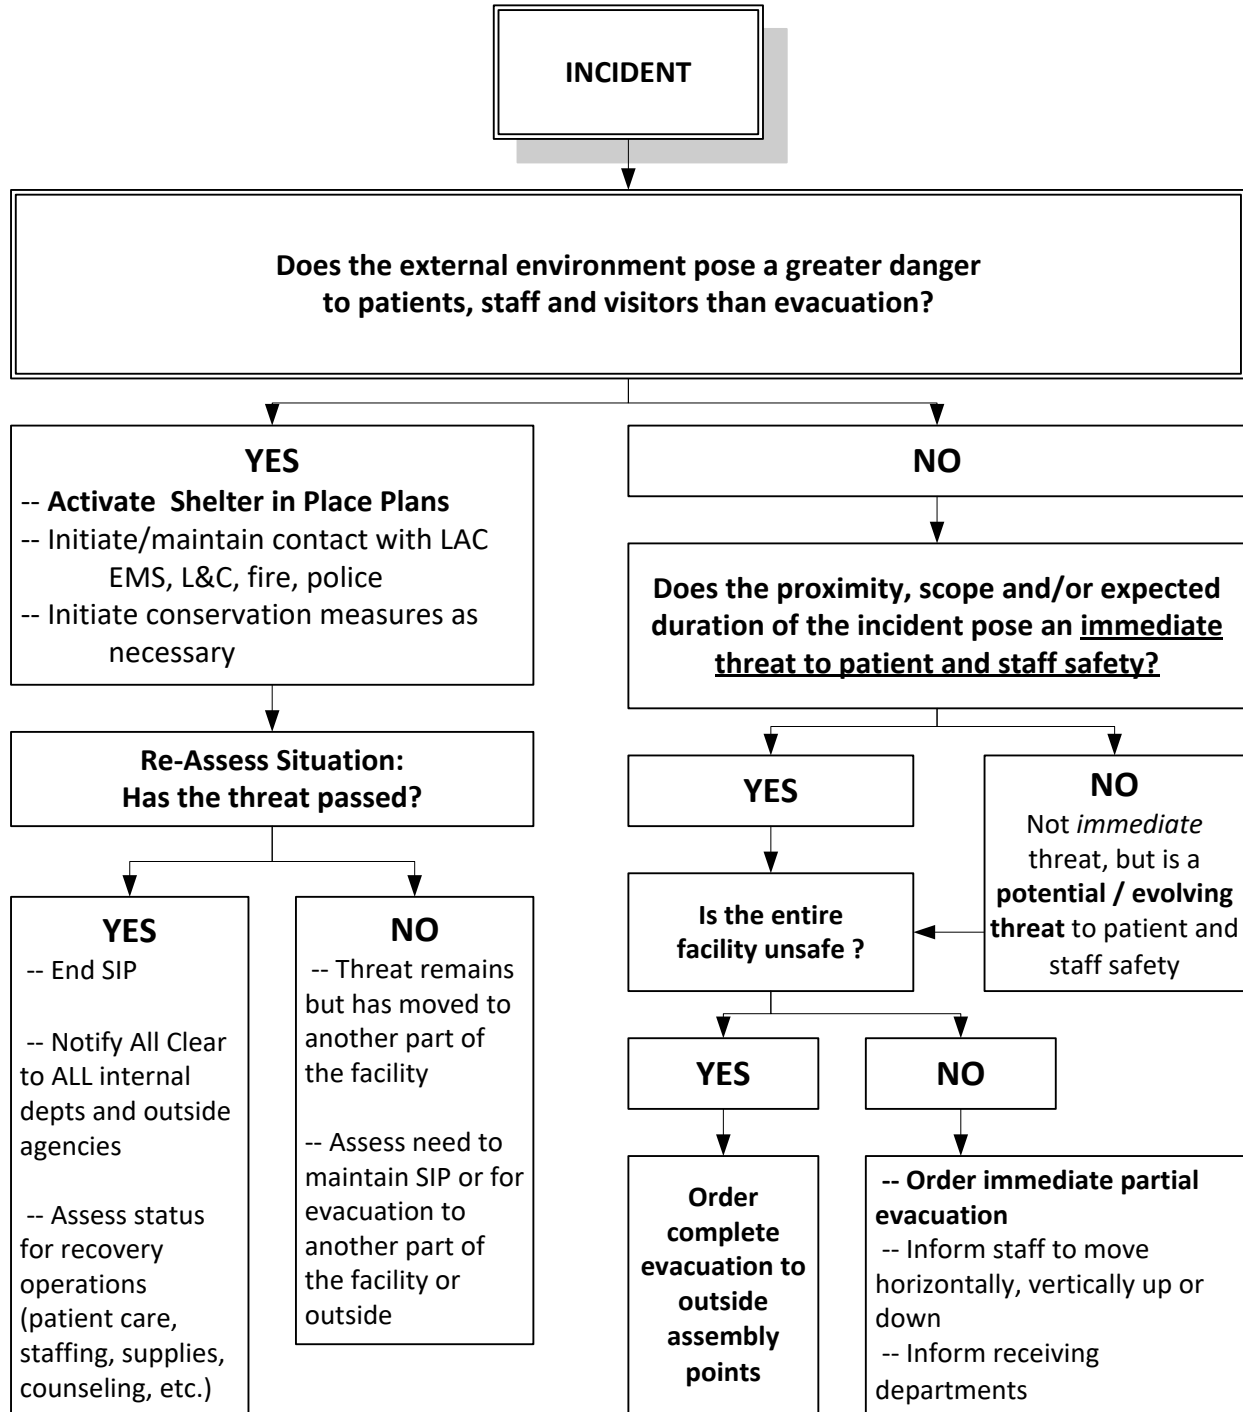 INCIDENT
Does the external environment pose a greater danger
to patients, staff and visitors than evacuation?
YES
-- Activate  Shelter in Place Plans
-- Initiate/maintain contact with LAC
EMS, L&C, fire, police
-- Initiate conservation measures as
necessary
Re-Assess Situation:
Has the threat passed?
YES
-- End SIP
-- Notify All Clear
to ALL internal
depts and outside
agencies
-- Assess status
for recovery
operations
(patient care,
staffing, supplies,
counseling, etc.)
NO
-- Threat remains
but has moved to
another part of
the facility
-- Assess need to
maintain SIP or for
evacuation to
another part of
the facility or
outside
NO
Does the proximity, scope and/or expected
duration of the incident pose an immediate
threat to patient and staff safety?
YES
NO
Not immediate
threat, but is a
potential / evolving
threat to patient and
staff safety
Is the entire
facility unsafe ?
YES
Order
complete
evacuation to
outside
assembly
points
NO
-- Order immediate partial
evacuation
-- Inform staff to move
horizontally, vertically up or
down
-- Inform receiving
departments